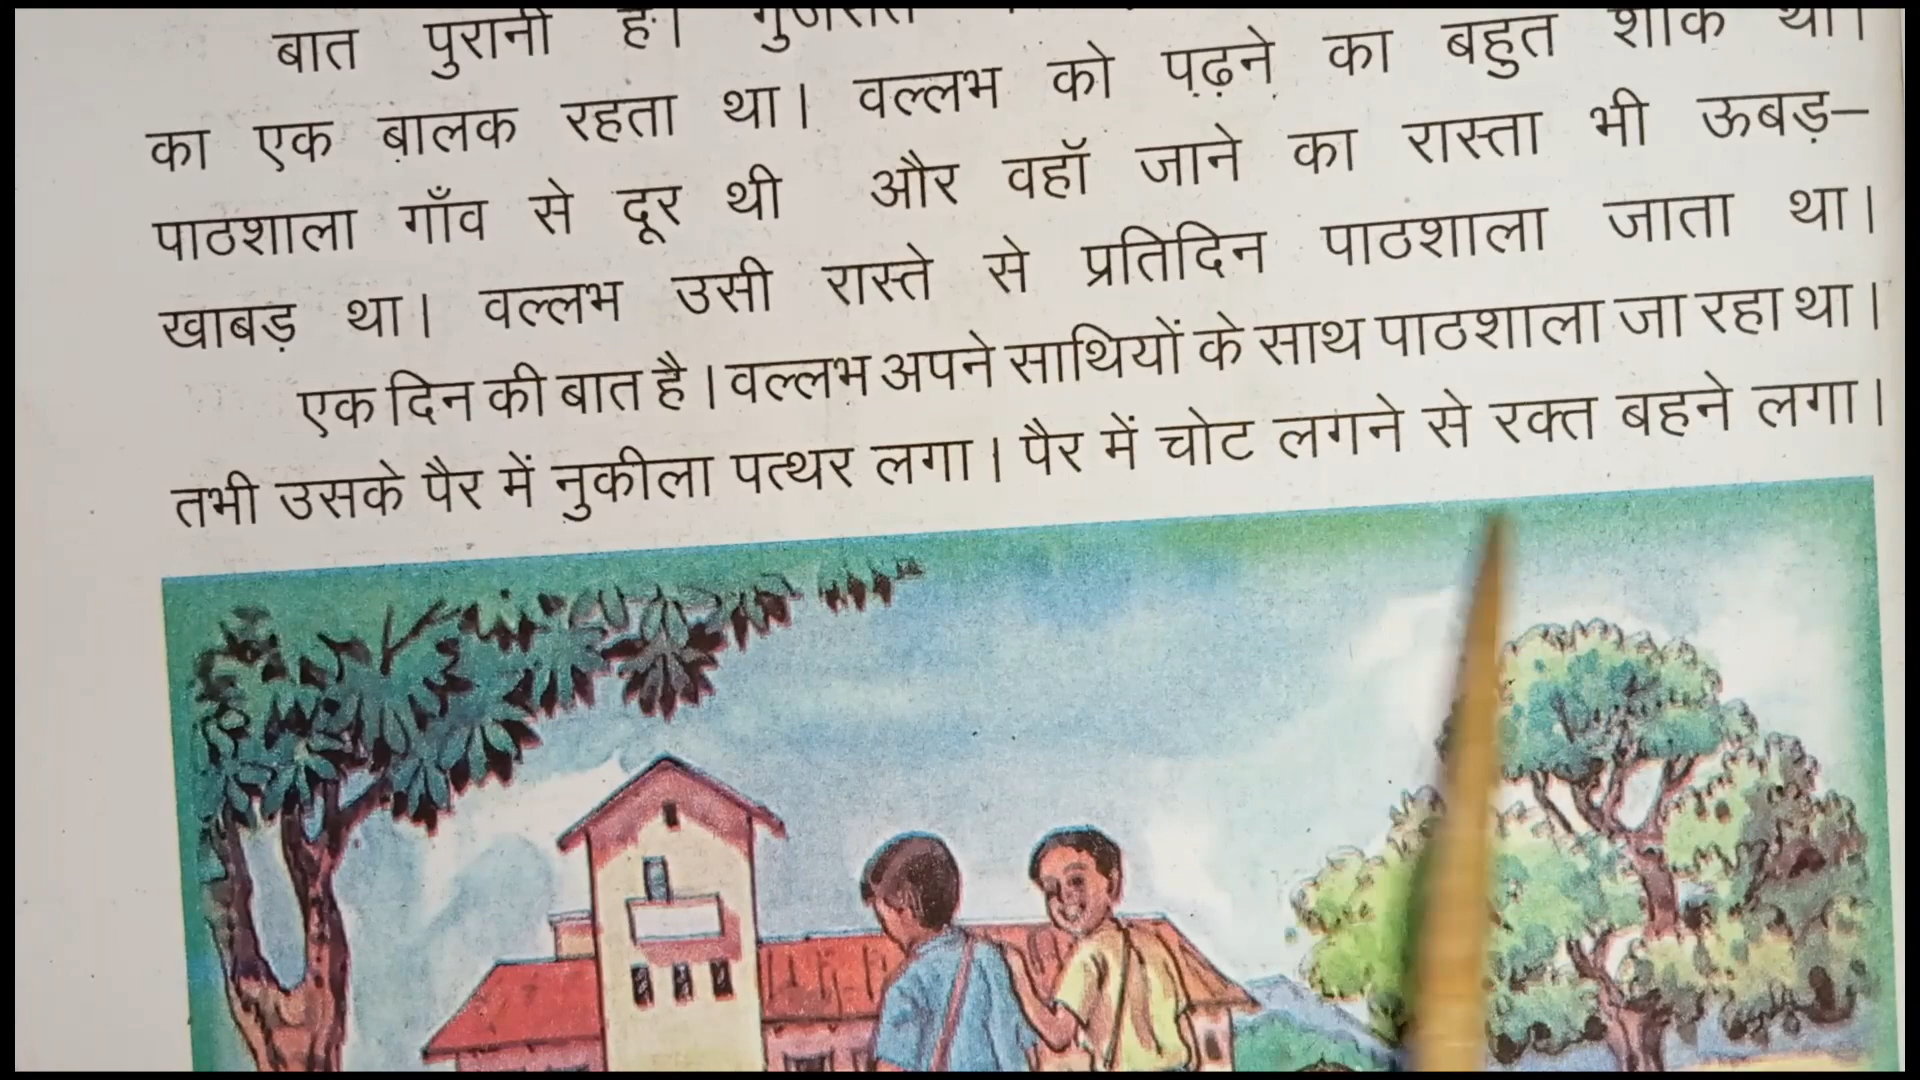 बात पुरानी है। गुजरात
का एक बालक रहता था। वल्लभ को पढ़ने का बहुत शौक था।
पाठशाला गाँव से दूर थी और वहॉ जाने का रास्ता भी ऊबड़–
खाबड़ था। वल्लभ उसी रास्ते से प्रतिदिन पाठशाला जाता था।
एक दिन की बात है। वल्लभ अपने साथियों के साथ पाठशाला जा रहा था।
तभी उसके पैर में नुकीला पत्थर लगा। पैर में चोट लगने से रक्त बहने लगा।